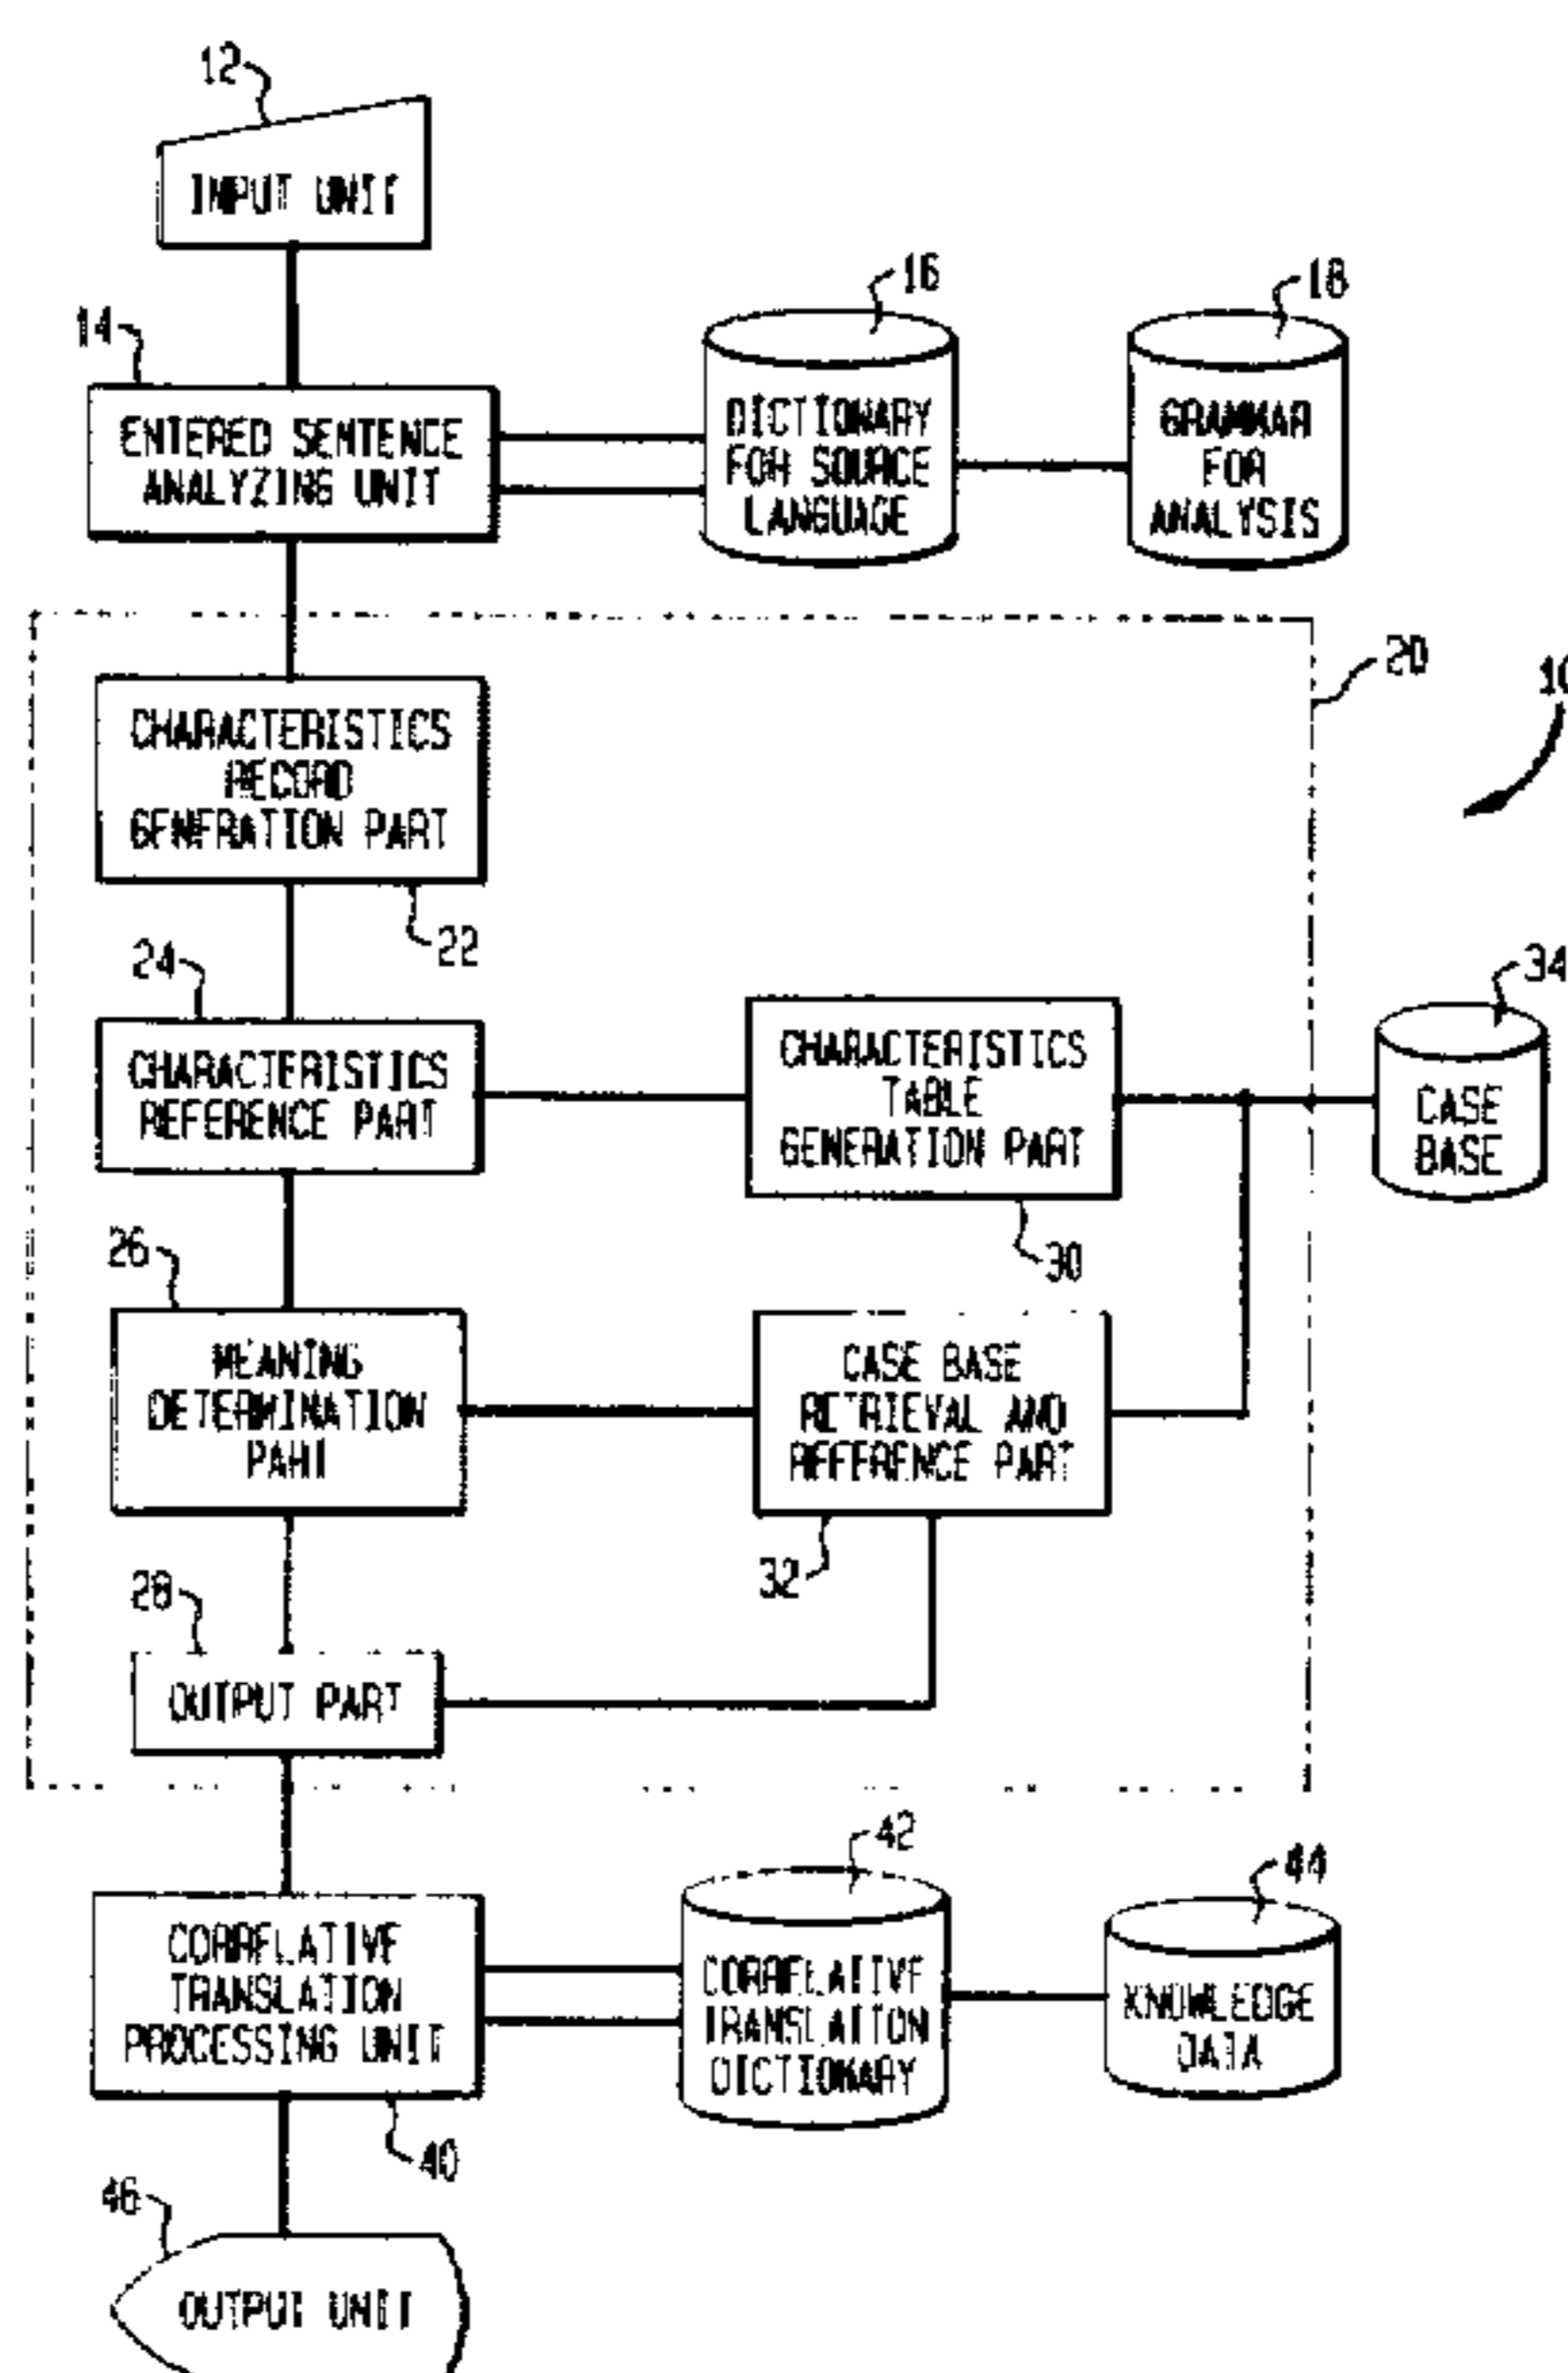 12
INPUT UNIT
16
18
14
ENTERED SENTENCE
ANALYZING UNIT
DICTIONARY
FOR SOURCE
LANGUAGE
GRAMMAR
FOR
ANALYSIS
20
10
CHARACTERISTICS
RECORD
GENERATION PART
22
24
34
CHARACTERISTICS
REFERENCE PART
CHARACTERISTICS
TABLE
GENERATION PART
CASE
BASE
30
26
MEANING
DETERMINATION
PART
CASE BASE
RETRIEVAL AND
REFERENCE PART
32
28
OUTPUT PART
42
44
CORRELATIVE
TRANSLATION
PROCESSING UNIT
CORRELATIVE
TRANSLATION
DICTIONARY
KNOWLEDGE
DATA
40
46
OUTPUT UNIT